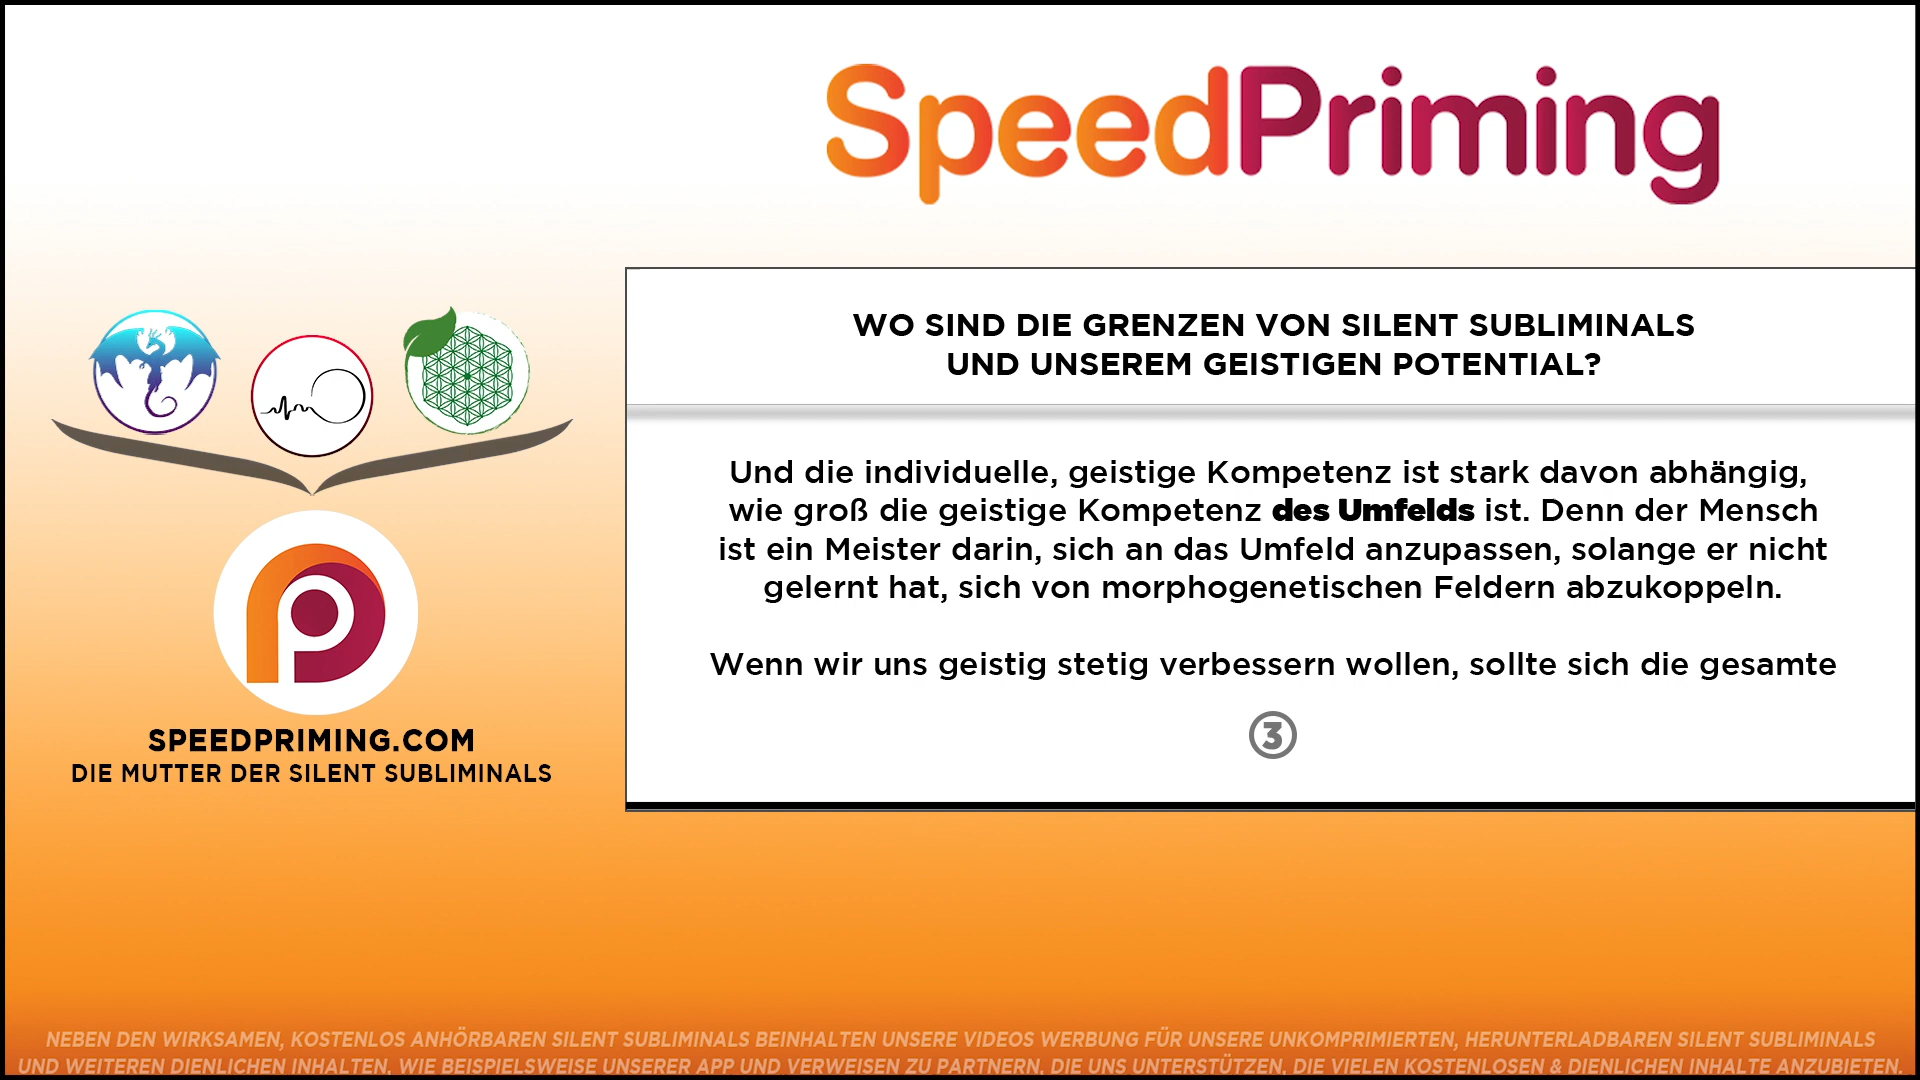 SpeedPriming
WO SIND DIE GRENZEN VON SILENT SUBLIMINALS
UND UNSEREM GEISTIGEN POTENTIAL?
Und die individuelle, geistige Kompetenz ist stark davon abhängig,
wie groß die geistige Kompetenz des Umfelds ist. Denn der Mensch
ist ein Meister darin, sich an das Umfeld anzupassen, solange er nicht
gelernt hat, sich von morphogenetischen Feldern abzukoppeln.
Wenn wir uns geistig stetig verbessern wollen, sollte sich die gesamte
3
SPEEDPRIMING.COM
DIE MUTTER DER SILENT SUBLIMINALS
NEBEN DEN WIRKSAMEN, KOSTENLOS ANHÖRBAREN SILENT SUBLIMINALS BEINHALTEN UNSERE VIDEOS WERBUNG FÜR UNSERE UNKOMPRIMIERTEN, HERUNTERLADBAREN SILENT SUBLIMINALS
UND WEITEREN DIENLICHEN INHALTEN, WIE BEISPIELSWEISE UNSERER APP UND VERWEISEN ZU PARTNERN, DIE UNS UNTERSTÜTZEN, DIE VIELEN KOSTENLOSEN & DIENLICHEN INHALTE ANZUBIETEN.